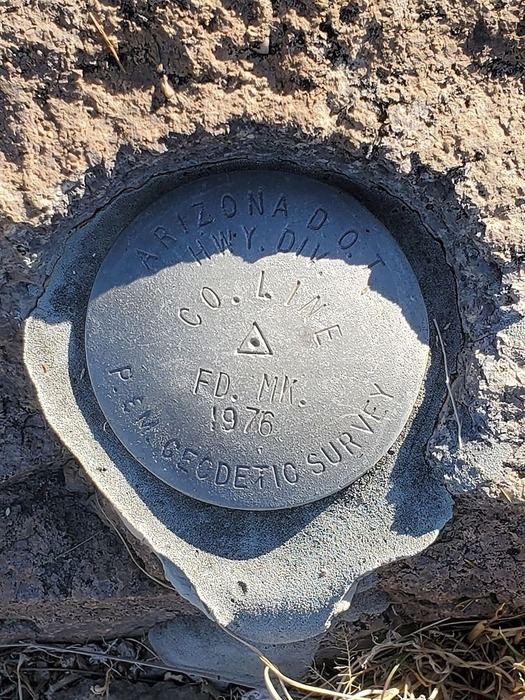 ARIZONA D.O.T.
HWY. DIV.
CO. LINE
FD. MK.
1976
P. & M. GEODETIC SURVEY